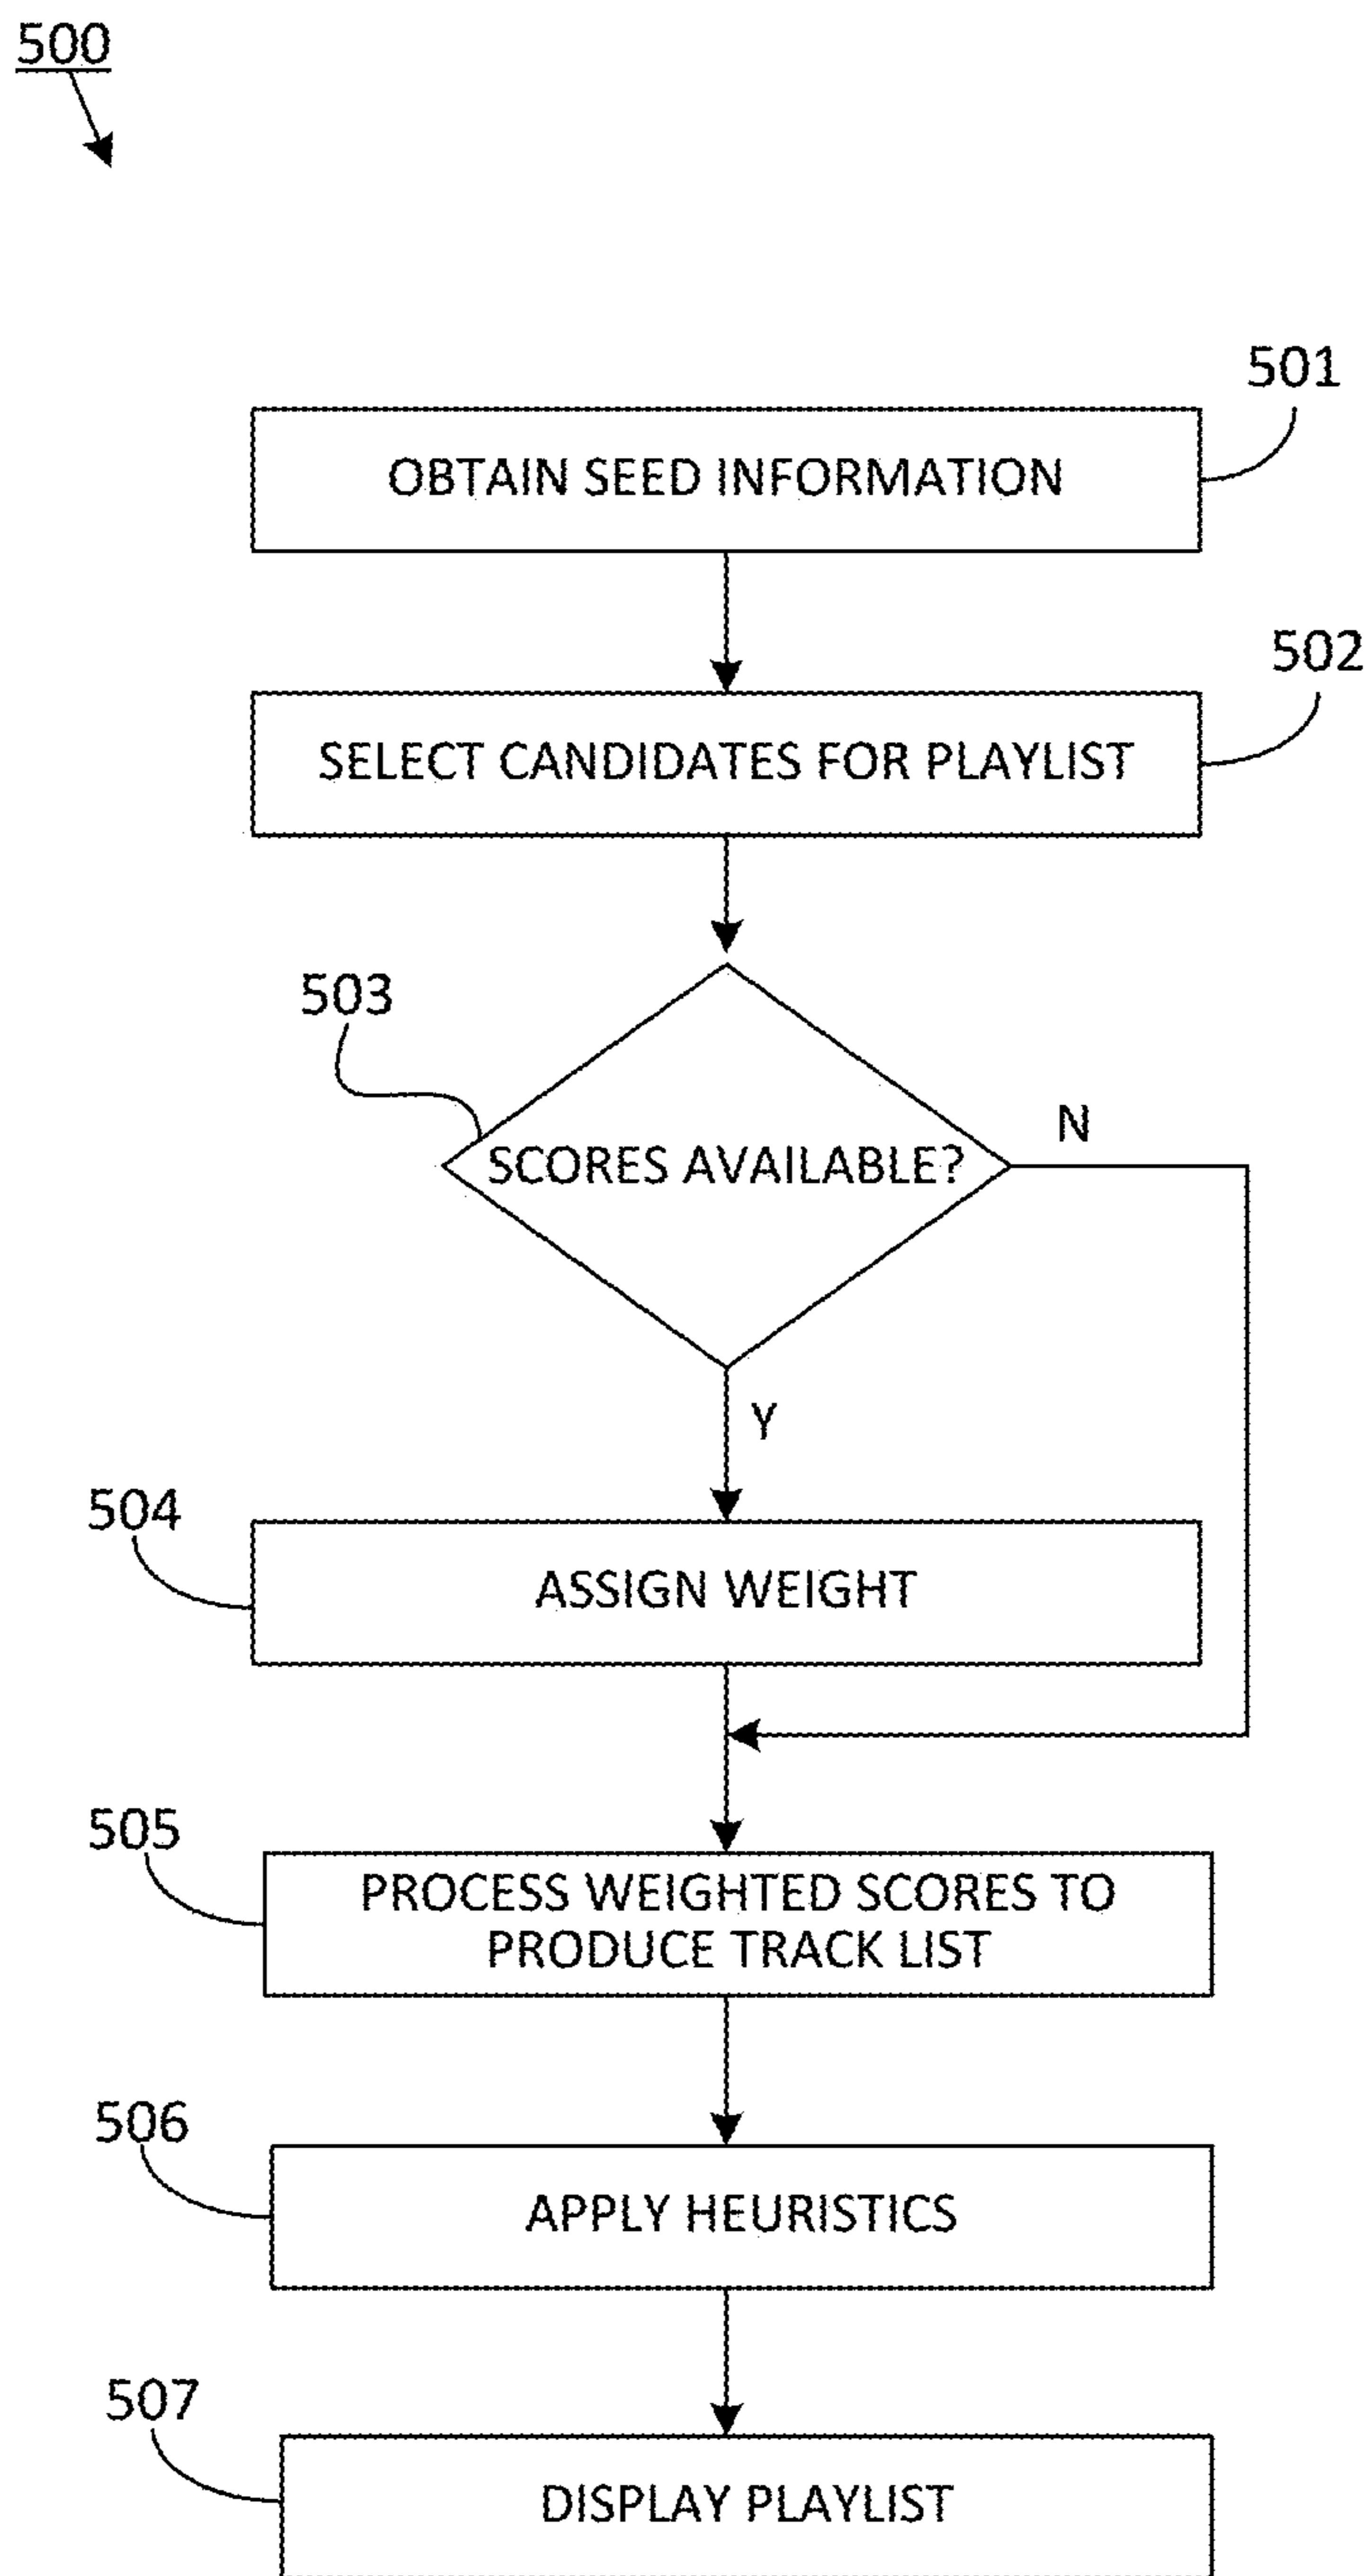 500
501
OBTAIN SEED INFORMATION
502
SELECT CANDIDATES FOR PLAYLIST
503
SCORES AVAILABLE?
N
Y
504
ASSIGN WEIGHT
505
PROCESS WEIGHTED SCORES TO
PRODUCE TRACK LIST
506
APPLY HEURISTICS
507
DISPLAY PLAYLIST